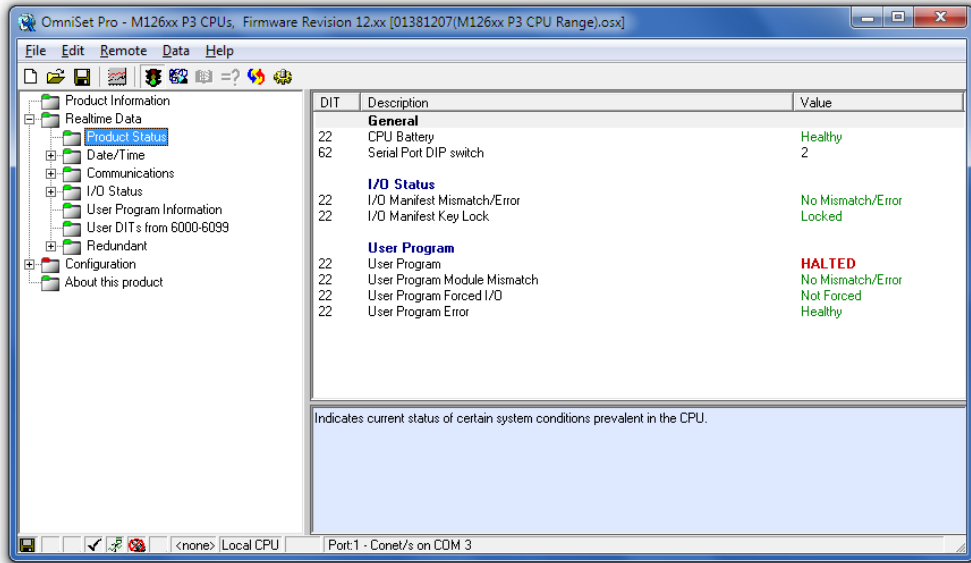 OmniSet Pro - M126xx P3 CPUs, Firmware Revision 12.xx [01381207(M126xx P3 CPU Range).osx]
File Edit Remote Data Help
=?
Product Information
Realtime Data
Product Status
Date/Time
Communications
I/O Status
User Program Information
User DITs from 6000-6099
Redundant
Configuration
About this product
DIT Description Value
General
22 CPU Battery Healthy
62 Serial Port DIP switch 2
I/O Status
22 I/O Manifest Mismatch/Error No Mismatch/Error
22 I/O Manifest Key Lock Locked
User Program
22 User Program HALTED
22 User Program Module Mismatch No Mismatch/Error
22 User Program Forced I/O Not Forced
22 User Program Error Healthy
Indicates current status of certain system conditions prevalent in the CPU.
<none> Local CPU Port:1 - Conet/s on COM 3